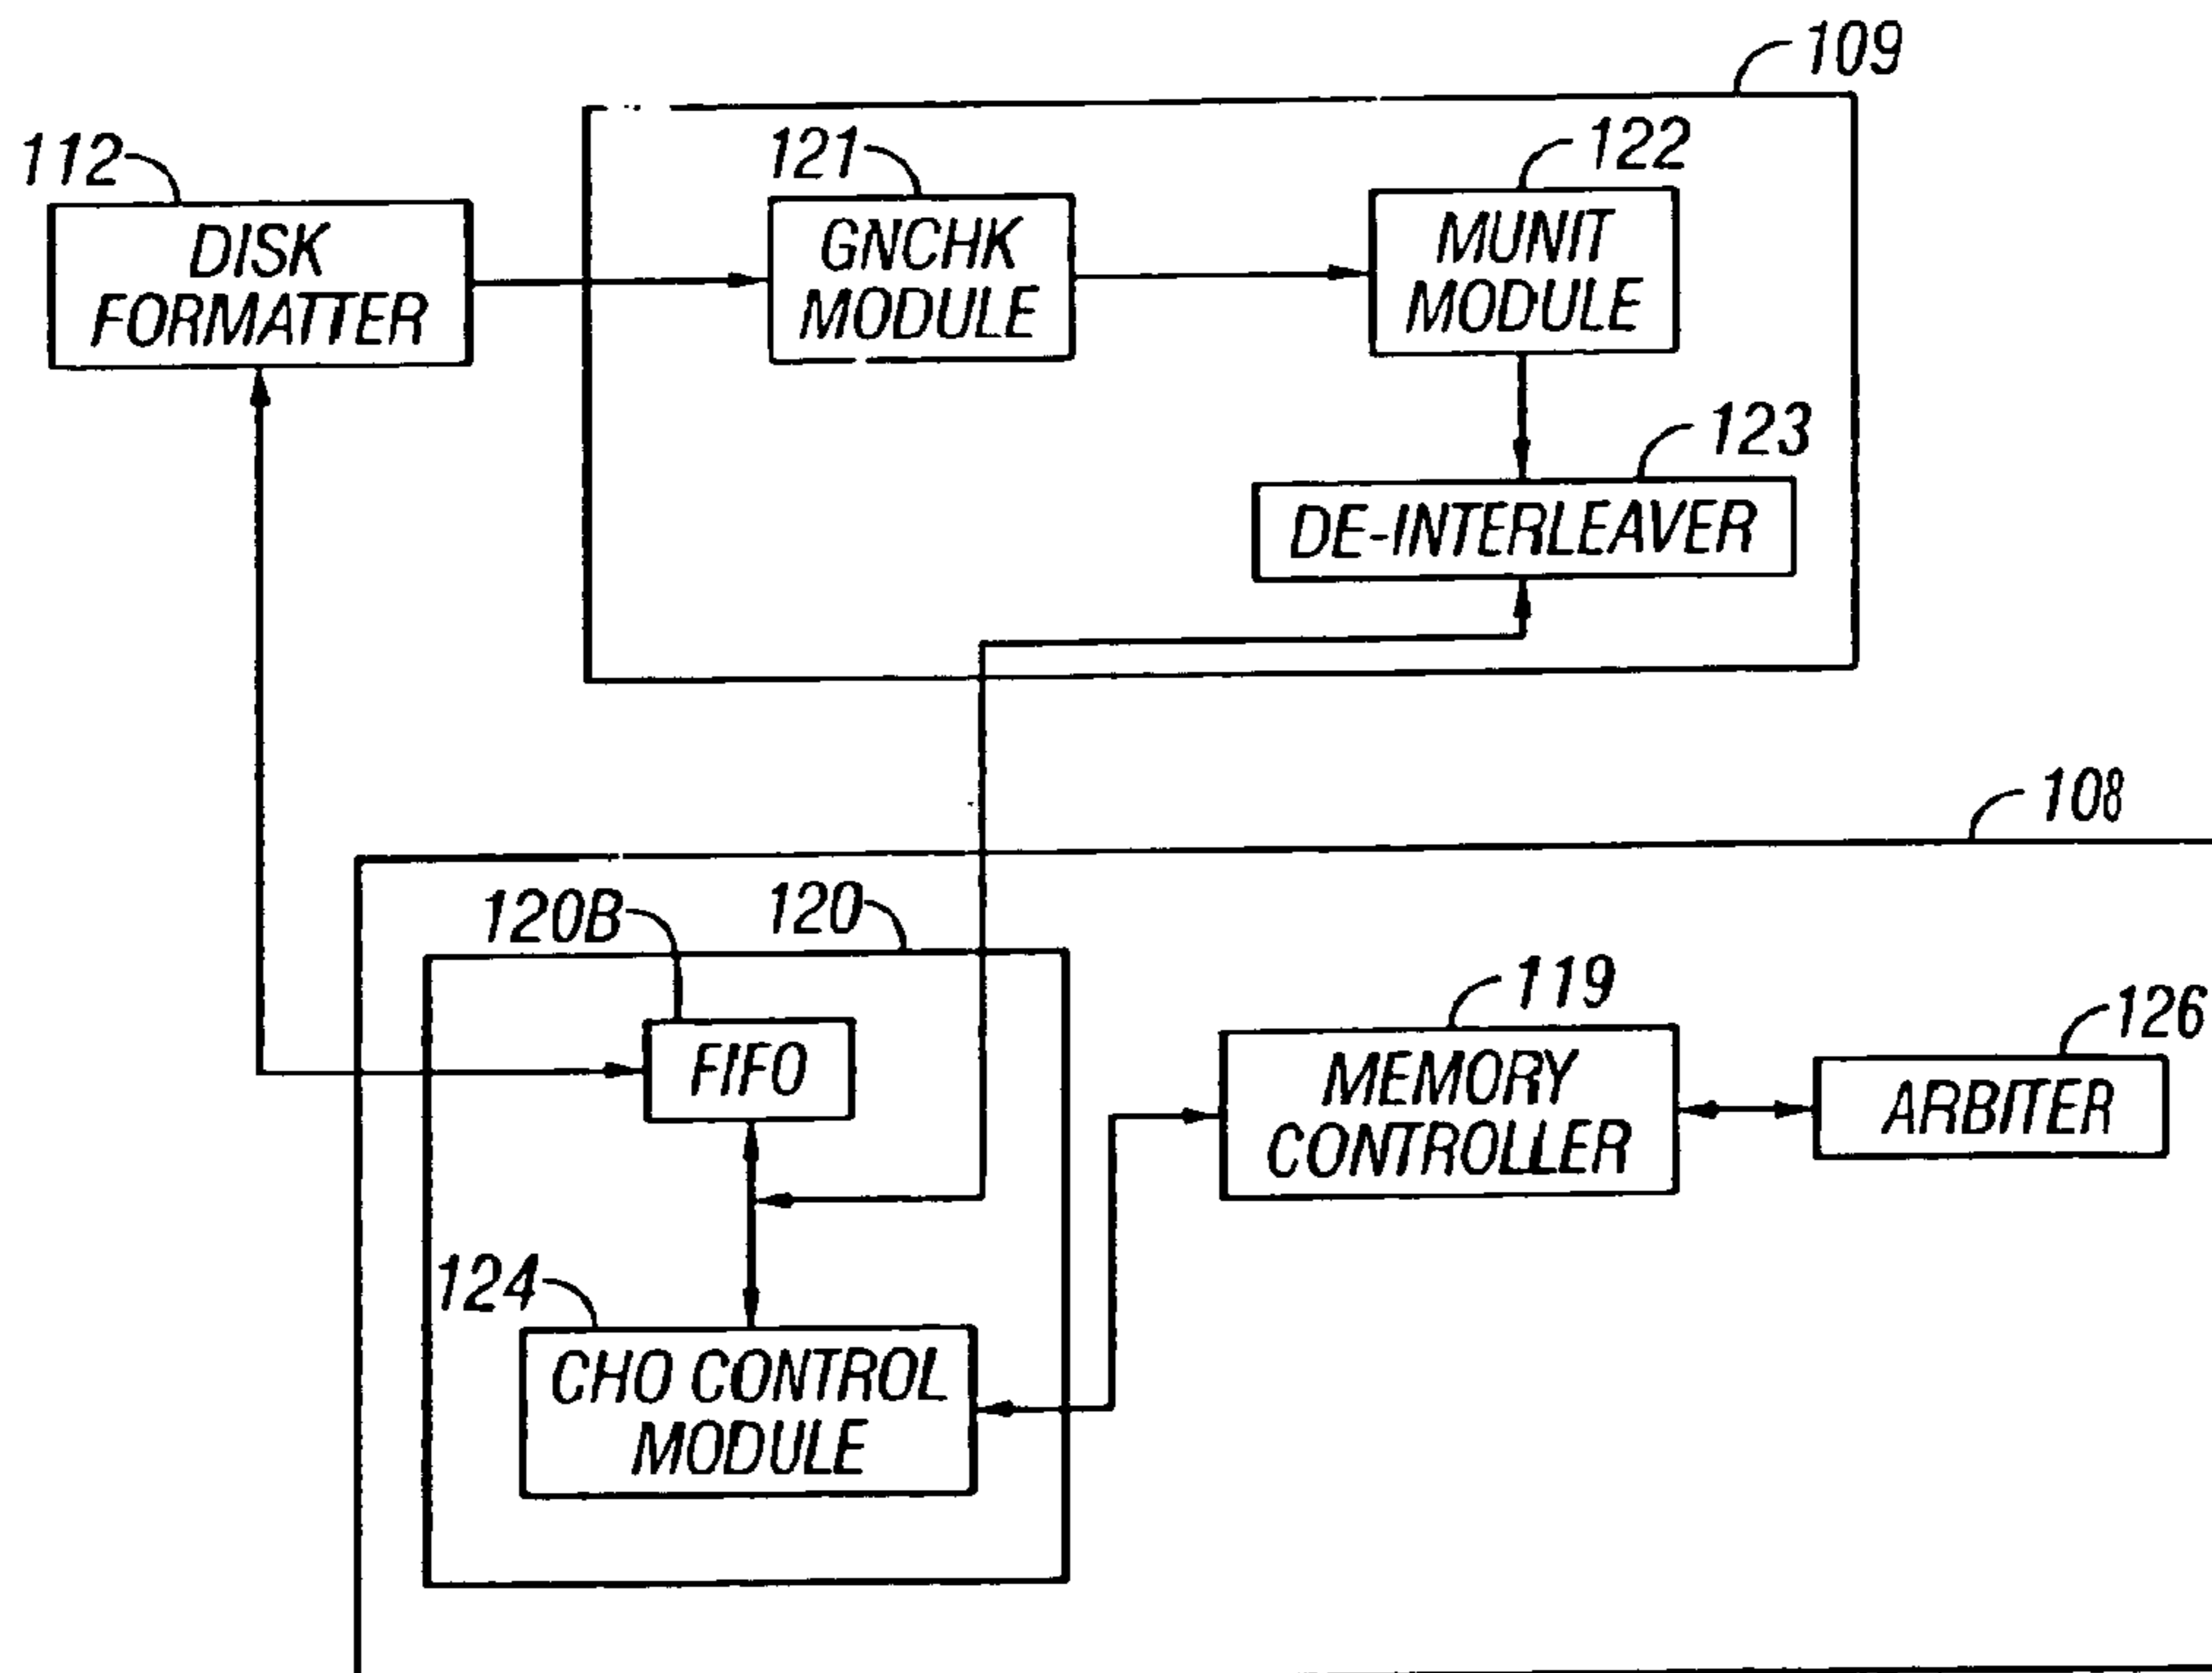 109
112
121
122
DISK
FORMATTER
GNCHK
MODULE
MUNIT
MODULE
123
DE-INTERLEAVER
108
120B
120
119
126
FIFO
MEMORY
CONTROLLER
ARBITER
124
CHO CONTROL
MODULE